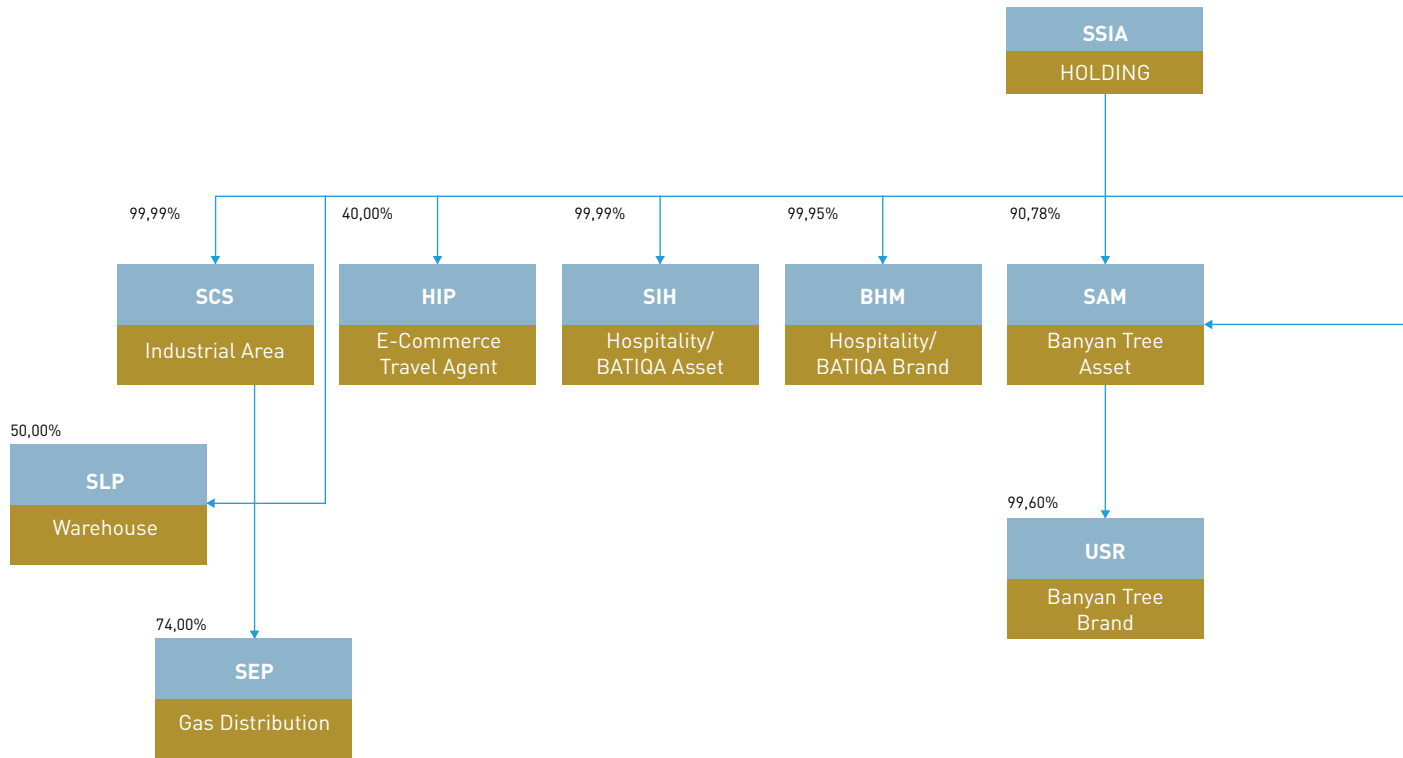 SSIA
HOLDING
99,99%
40,00%
99,99%
99,95%
90,78%
SCS
Industrial Area
HIP
E-Commerce
Travel Agent
SIH
Hospitality/
BATIQA Asset
BHM
Hospitality/
BATIQA Brand
SAM
Banyan Tree
Asset
50,00%
SLP
Warehouse
99,60%
USR
Banyan Tree
Brand
74,00%
SEP
Gas Distribution